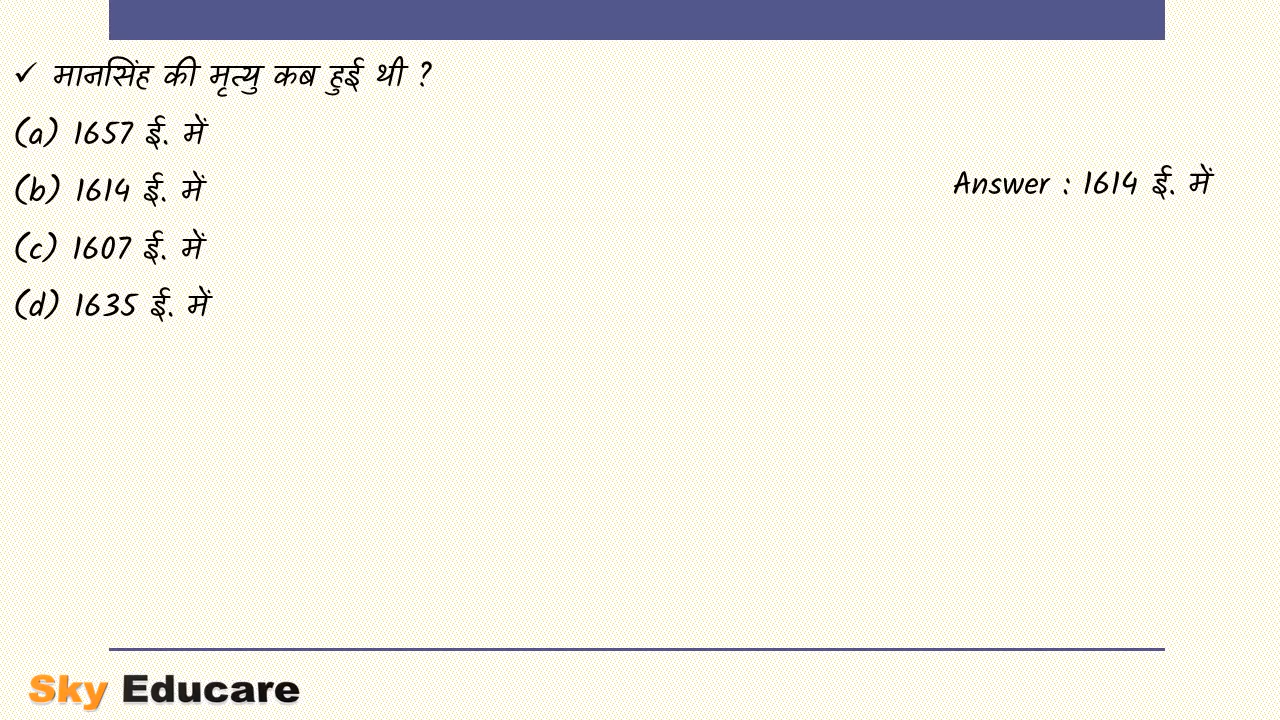 ✓ मानसिंह की मृत्यु कब हुई थी ?
(a) 1657 ई. में
(b) 1614 ई. में
(c) 1607 ई. में
(d) 1635 ई. में
Answer : 1614 ई. में
Sky Educare